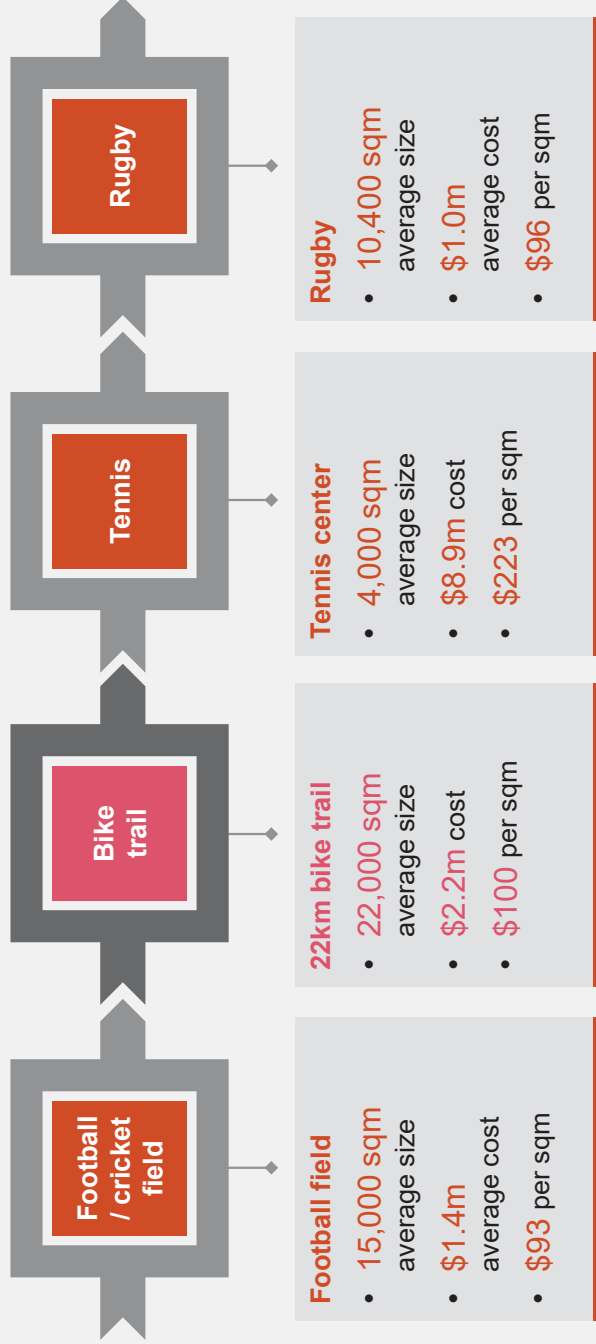 Football
/ cricket
field
Bike
trail
Tennis
Rugby
Football field
• 15,000 sqm
average size
• $1.4m
average cost
• $93 per sqm
22km bike trail
• 22,000 sqm
average size
• $2.2m cost
• $100 per sqm
Tennis center
• 4,000 sqm
average size
• $8.9m cost
• $223 per sqm
Rugby
• 10,400 sqm
average size
• $1.0m
average cost
• $96 per sqm